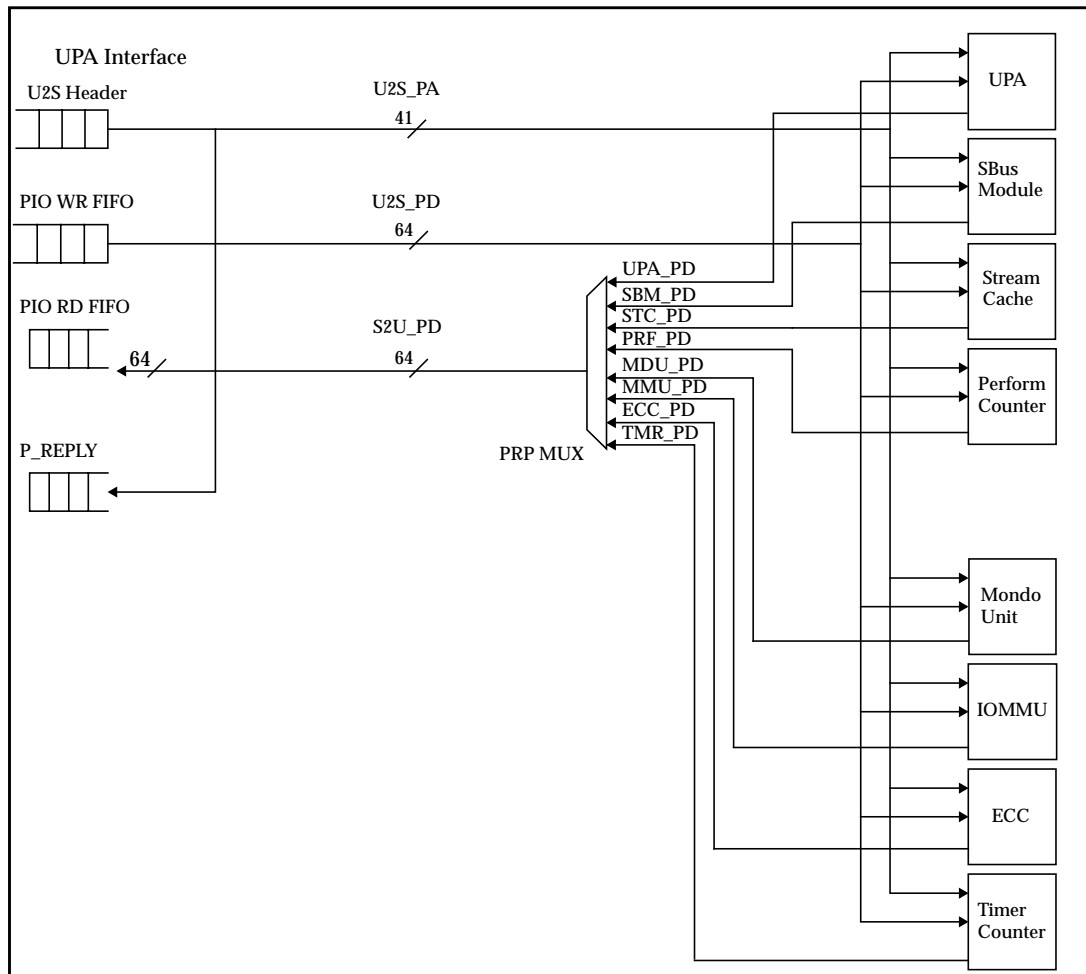 UPA Interface
U2S Header
U2S_PA
41
UPA
SBus
Module
PIO WR FIFO
U2S_PD
64
Stream
Cache
PIO RD FIFO
S2U_PD
64
64
UPA_PD
SBM_PD
STC_PD
PRF_PD
MDU_PD
MMU_PD
ECC_PD
TMR_PD
PRP MUX
Perform
Counter
P_REPLY
Mondo
Unit
IOMMU
ECC
Timer
Counter